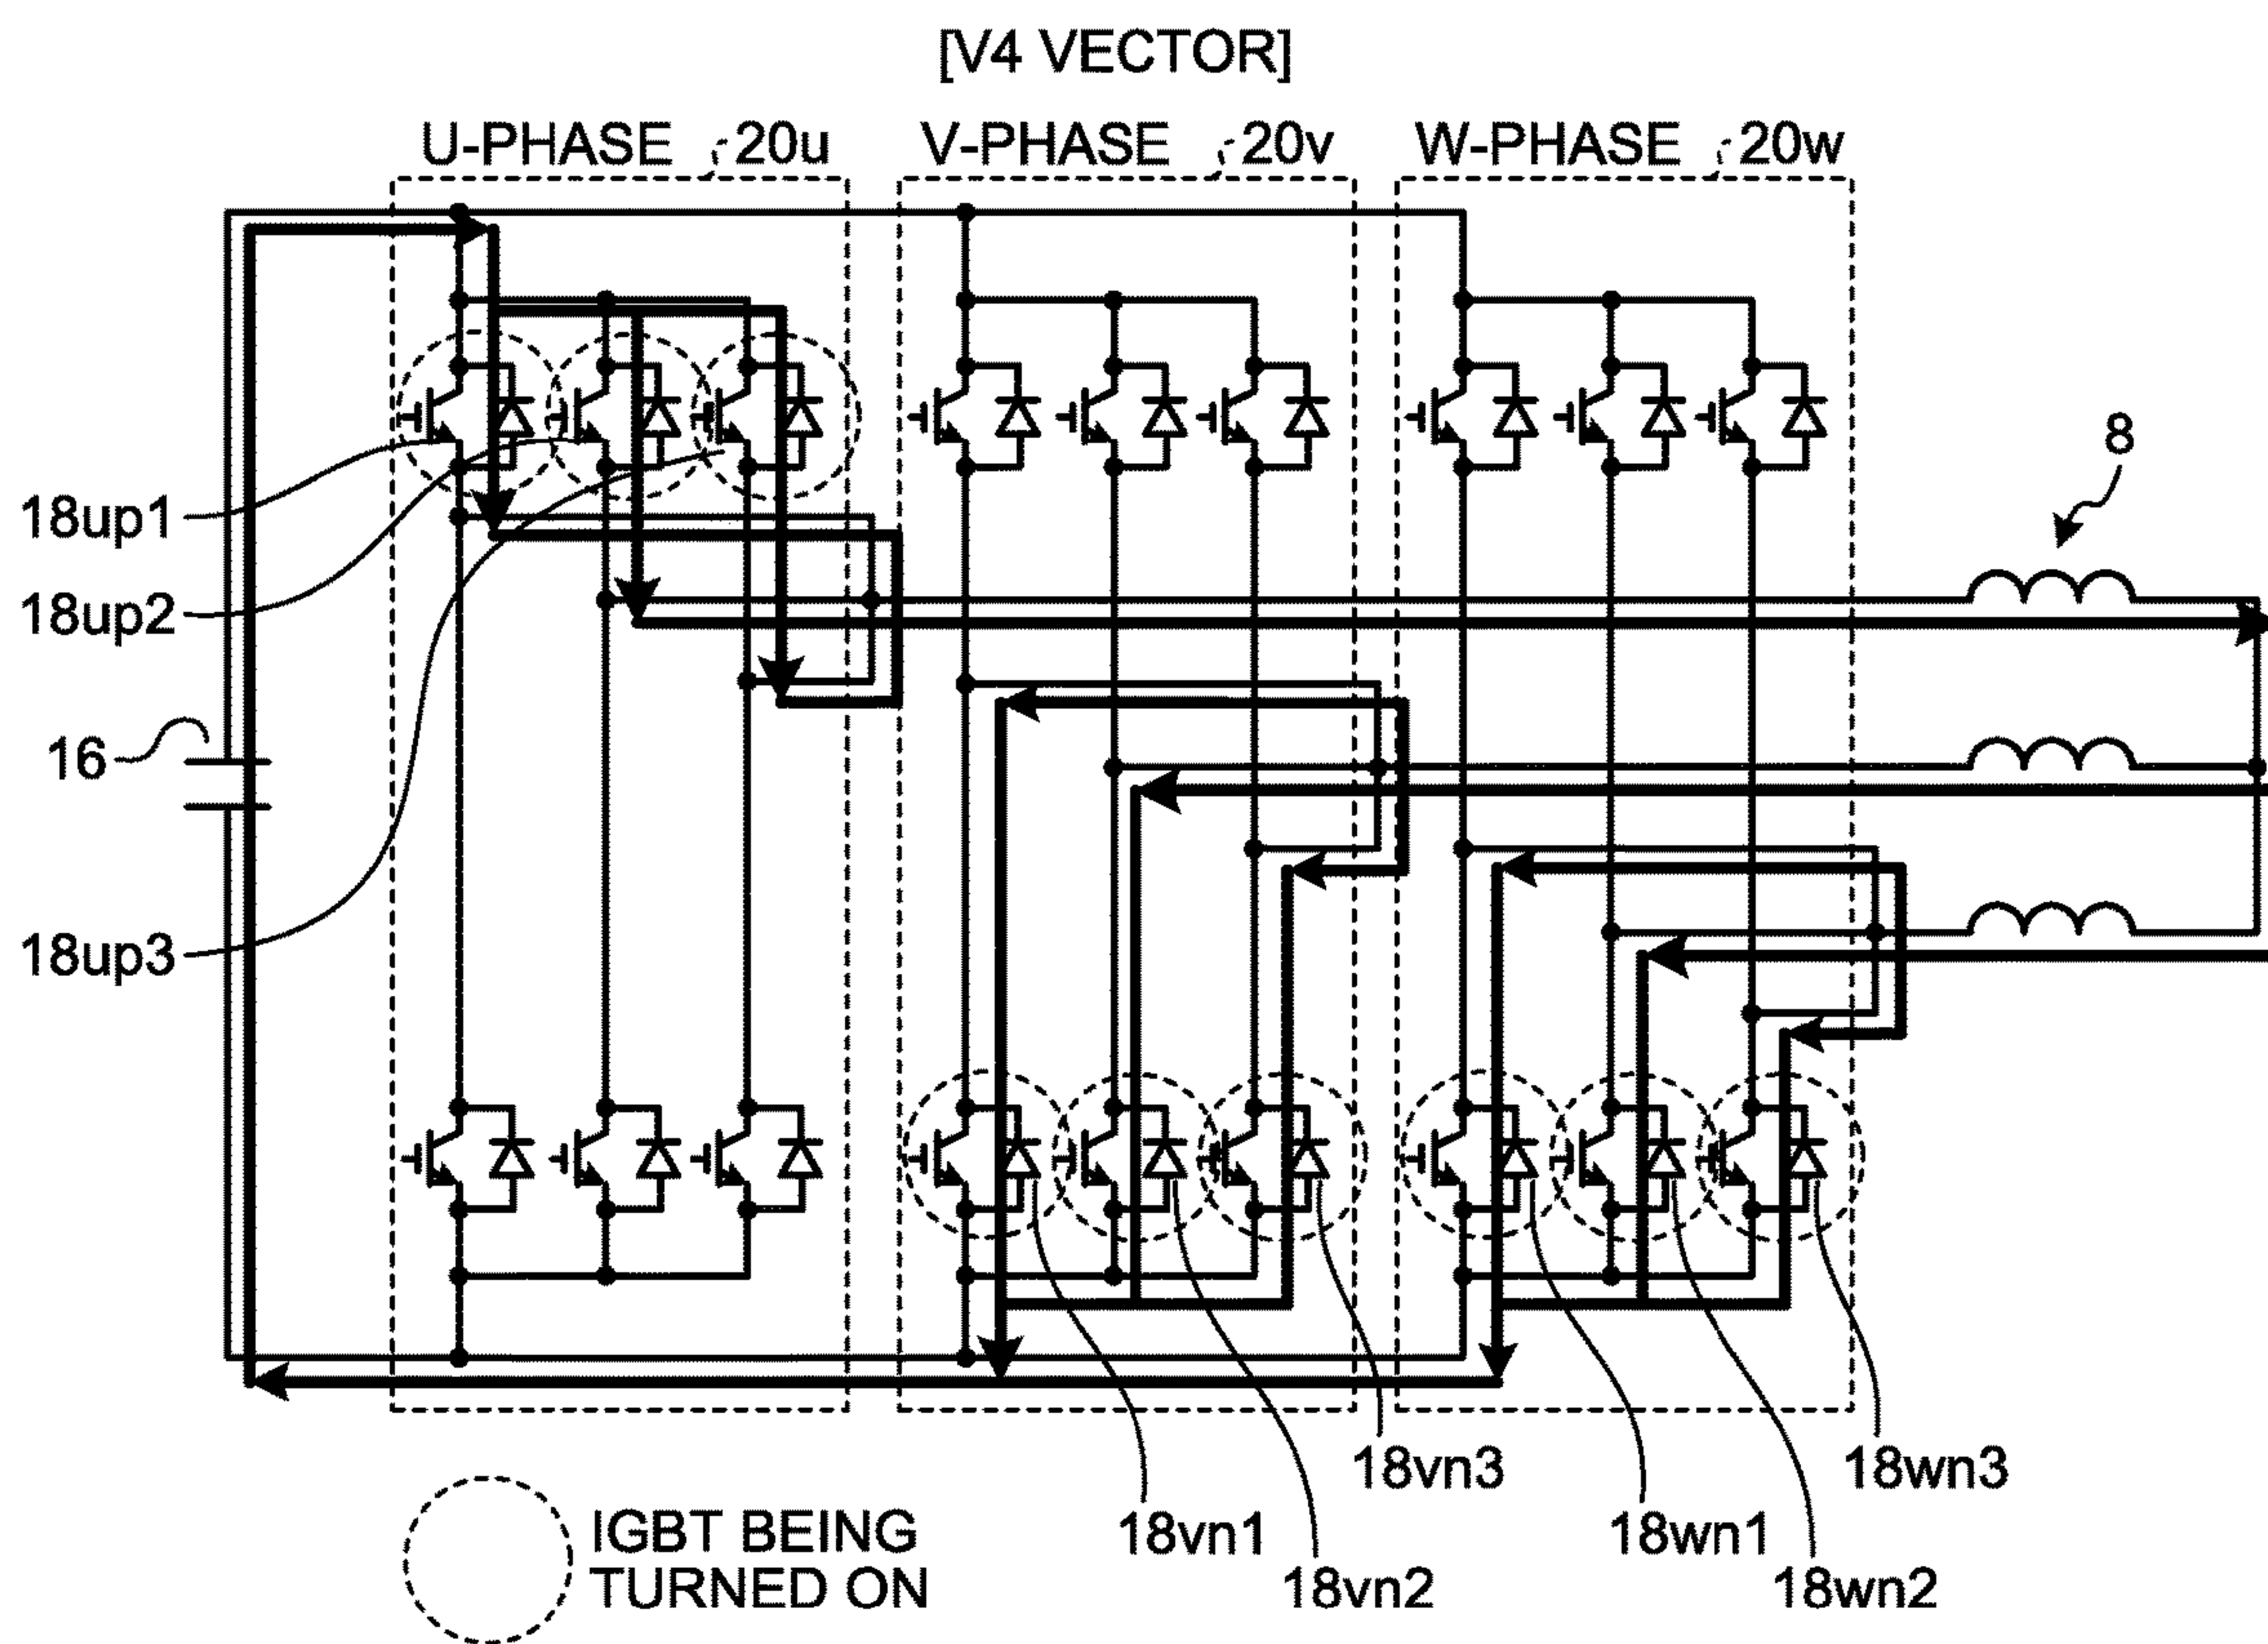 [V4 VECTOR]
U-PHASE 20u V-PHASE 20v W-PHASE 20w
8
18up1
18up2
16
18up3
18vn3
18wn3
18vn1
18wn1
18vn2
18wn2
IGBT BEING
TURNED ON